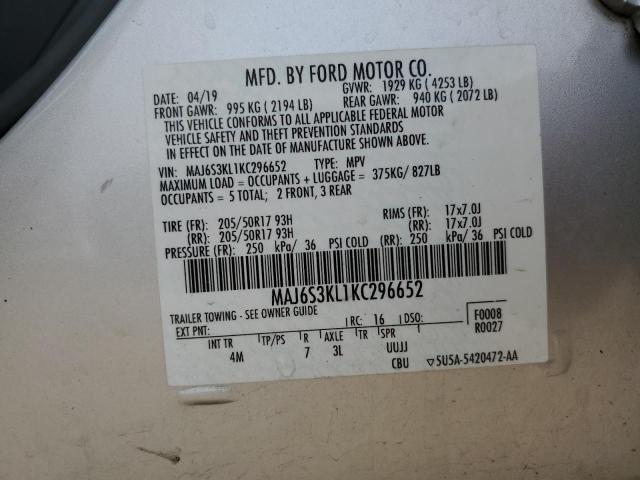 MFD. BY FORD MOTOR CO.
DATE: 04/19 GVWR: 1929 KG ( 4253 LB)
FRONT GAWR: 995 KG ( 2194 LB) REAR GAWR: 940 KG ( 2072 LB)
THIS VEHICLE CONFORMS TO ALL APPLICABLE FEDERAL MOTOR
VEHICLE SAFETY AND THEFT PREVENTION STANDARDS
IN EFFECT ON THE DATE OF MANUFACTURE SHOWN ABOVE.
VIN: MAJ6S3KL1KC296652 TYPE: MPV
MAXIMUM LOAD = OCCUPANTS + LUGGAGE = 375KG/ 827LB
OCCUPANTS = 5 TOTAL; 2 FRONT, 3 REAR
TIRE (FR): 205/50R17 93H RIMS (FR): 17x7.0J
(RR): 205/50R17 93H (RR): 17x7.0J
PRESSURE (FR): 250 kPa/ 36 PSI COLD (RR): 250 kPa/ 36 PSI COLD
MAJ6S3KL1KC296652
TRAILER TOWING - SEE OWNER GUIDE
EXT PNT: RC: 16 DSO: F0008
R0027
INT TR TP/PS R AXLE TR SPR
4M 7 3L UUJJ
CBU 5U5A-5420472-AA